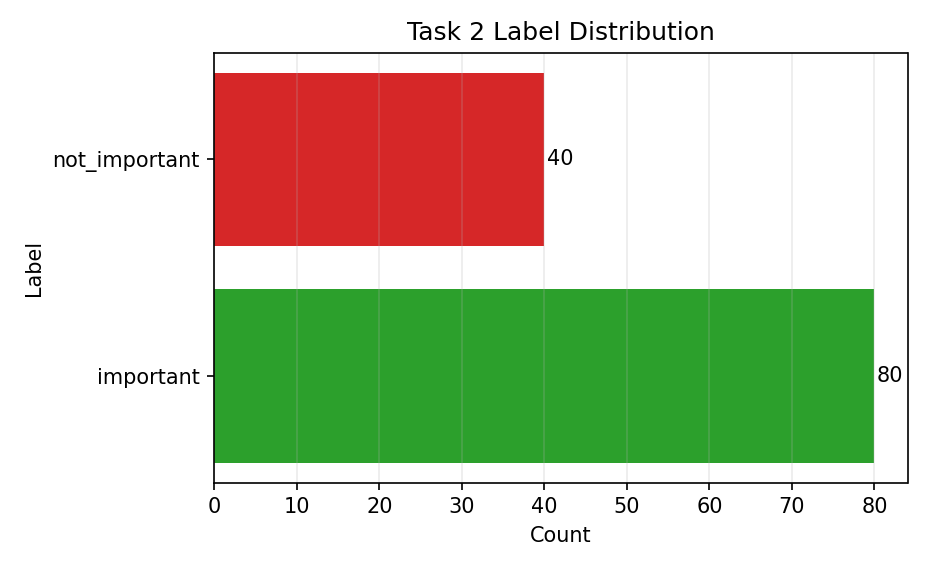 Task 2 Label Distribution
not_important
40
Label
important
80
0 10 20 30 40 50 60 70 80
Count